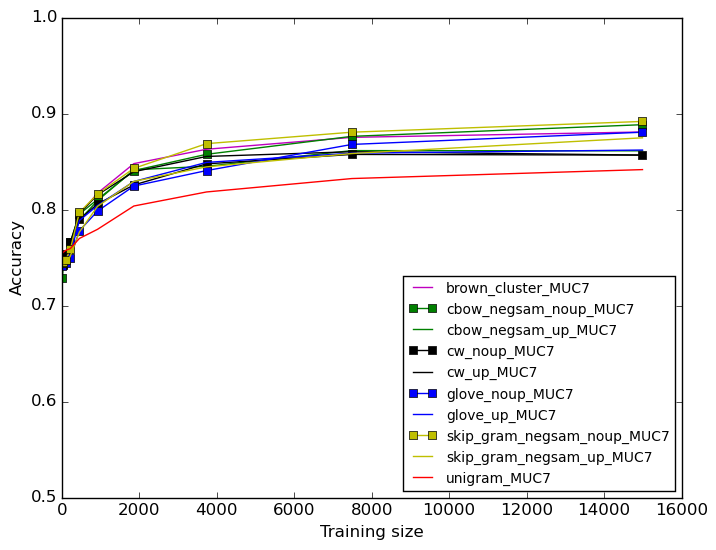 1.0
0.9
0.8
0.7
0.6
0.5
Accuracy
brown_cluster_MUC7
cbow_negsam_noup_MUC7
cbow_negsam_up_MUC7
cw_noup_MUC7
cw_up_MUC7
glove_noup_MUC7
glove_up_MUC7
skip_gram_negsam_noup_MUC7
skip_gram_negsam_up_MUC7
unigram_MUC7
0 2000 4000 6000 8000 10000 12000 14000 16000
Training size